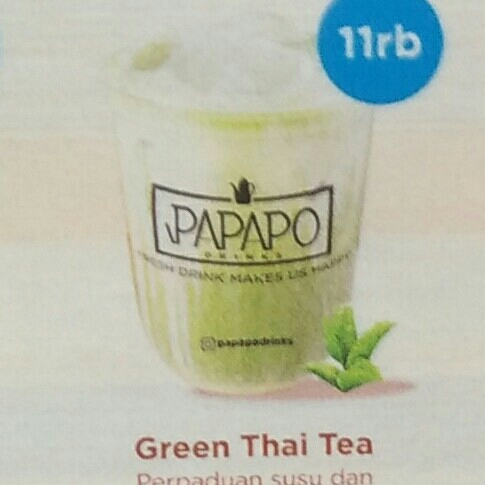 11rb
PAPAPO
DRINKS
FRESH DRINK MAKES US HAPPY
papapodrinks
Green Thai Tea
Perpaduan susu dan